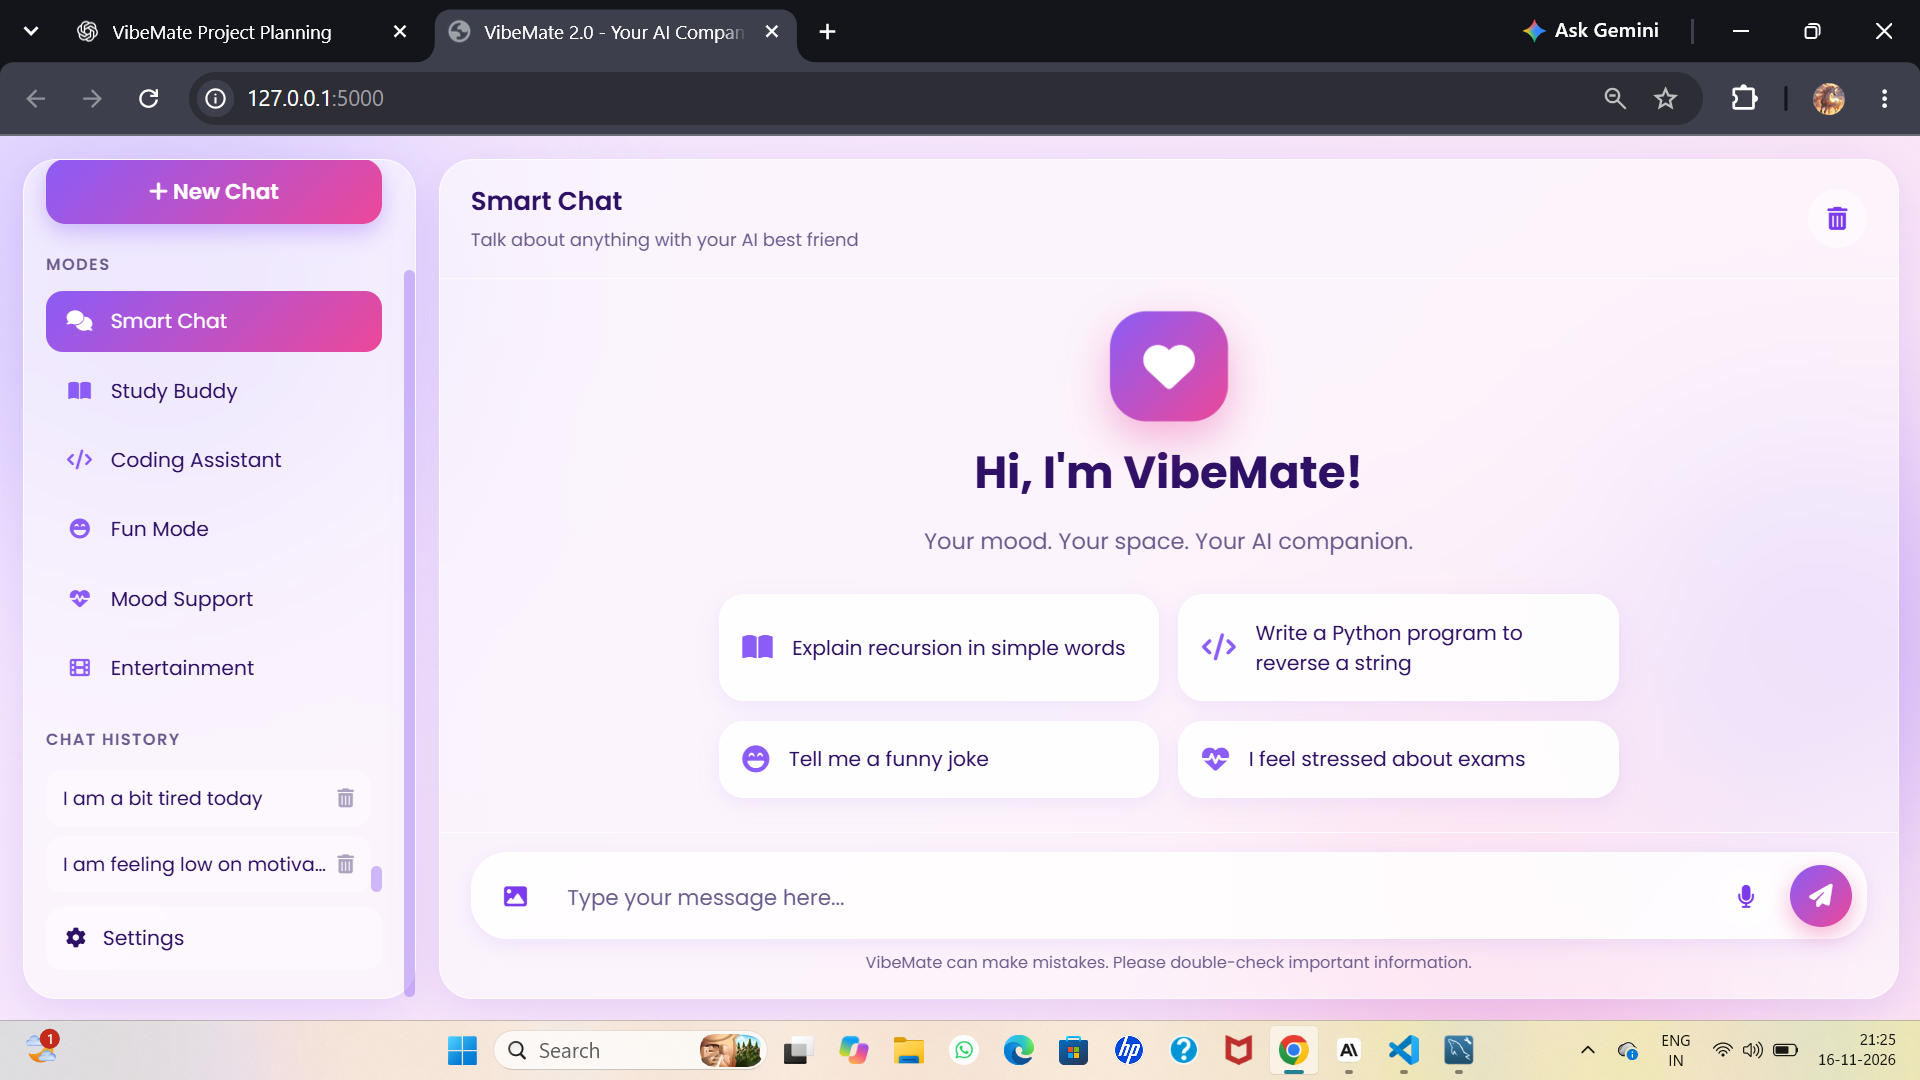 VibeMate Project Planning
VibeMate 2.0 - Your AI Compan
Ask Gemini
127.0.0.1:5000
New Chat
MODES
Smart Chat
Study Buddy
Coding Assistant
Fun Mode
Mood Support
Entertainment
CHAT HISTORY
I am a bit tired today
I am feeling low on motiva...
Settings
Smart Chat
Talk about anything with your AI best friend
Hi, I'm VibeMate!
Your mood. Your space. Your AI companion.
Explain recursion in simple words
Write a Python program to
reverse a string
Tell me a funny joke
I feel stressed about exams
Type your message here...
VibeMate can make mistakes. Please double-check important information.
1
Search
hp
?
ENG
IN
21:25
16-11-2026